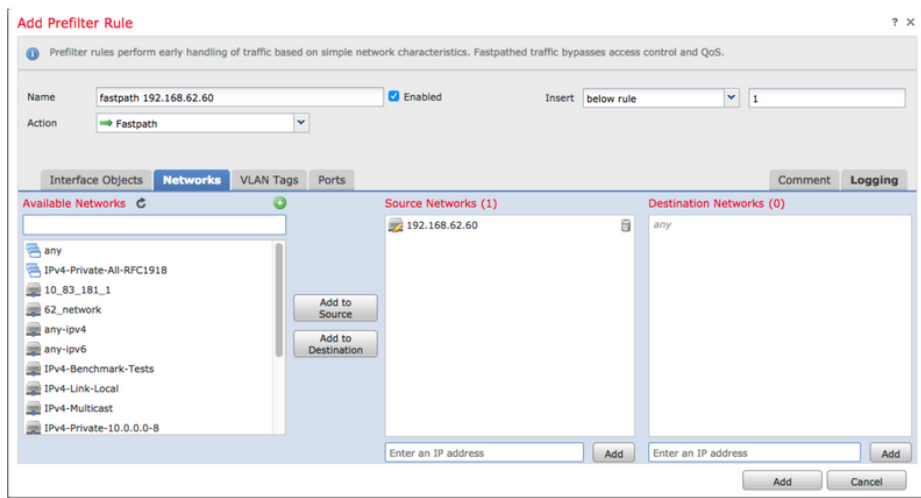 Add Prefilter Rule
? ×
Prefilter rules perform early handling of traffic based on simple network characteristics. Fastpathed traffic bypasses access control and QoS.
Name fastpath 192.168.62.60 Enabled Insert below rule 1
Action Fastpath
Interface Objects Networks VLAN Tags Ports Comment Logging
Available Networks Source Networks (1) Destination Networks (0)
192.168.62.60 any
any
IPv4-Private-All-RFC1918
10_83_181_1
62_network
any-ipv4
any-ipv6
IPv4-Benchmark-Tests
IPv4-Link-Local
IPv4-Multicast
IPv4-Private-10.0.0.0-8
Add to
Source
Add to
Destination
Enter an IP address Add Enter an IP address Add
Add Cancel